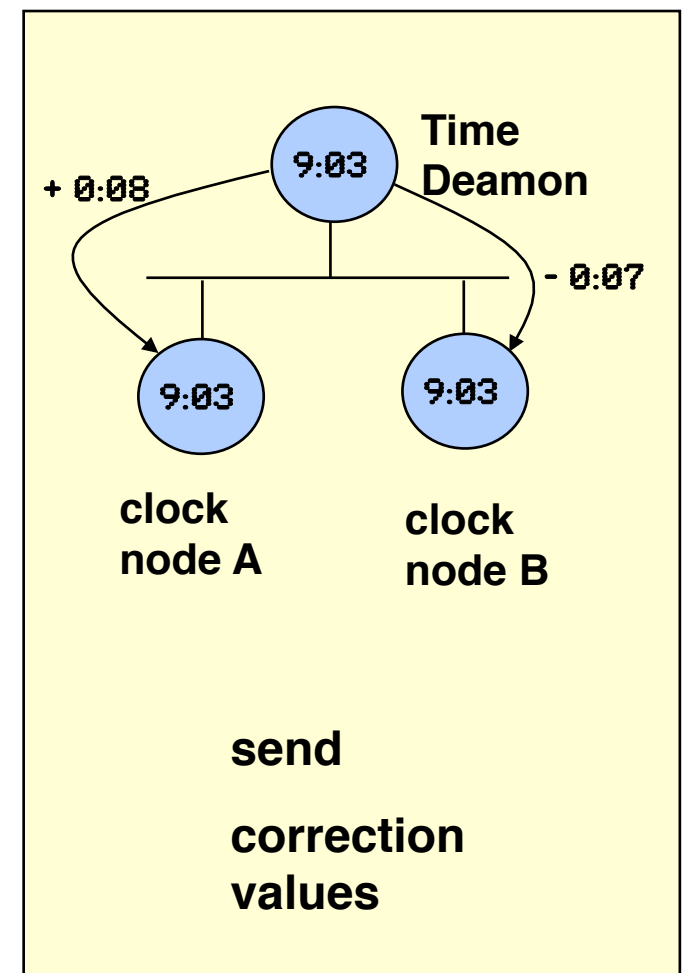 Time
Deamon
9:03
+ 0:08
- 0:07
9:03
9:03
clock
node A
clock
node B
send
correction
values